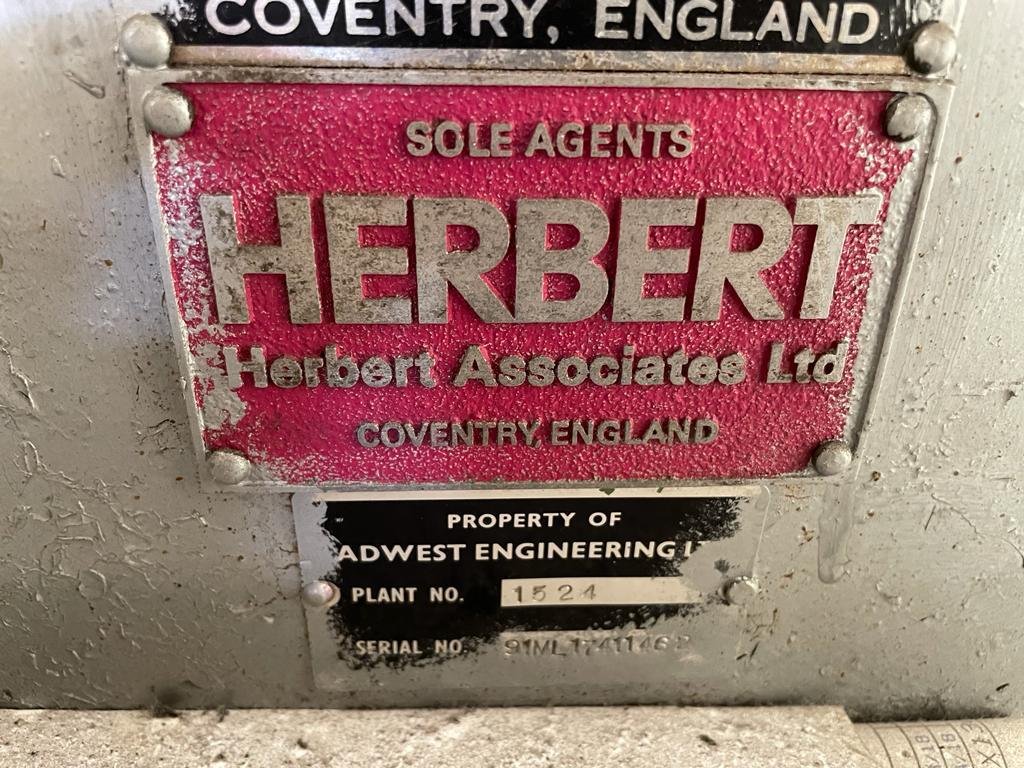 COVENTRY, ENGLAND
SOLE AGENTS
HERBERT
Herbert Associates Ltd
COVENTRY, ENGLAND
PROPERTY OF
ADWEST ENGINEERING
PLANT NO. 1524
SERIAL NO.